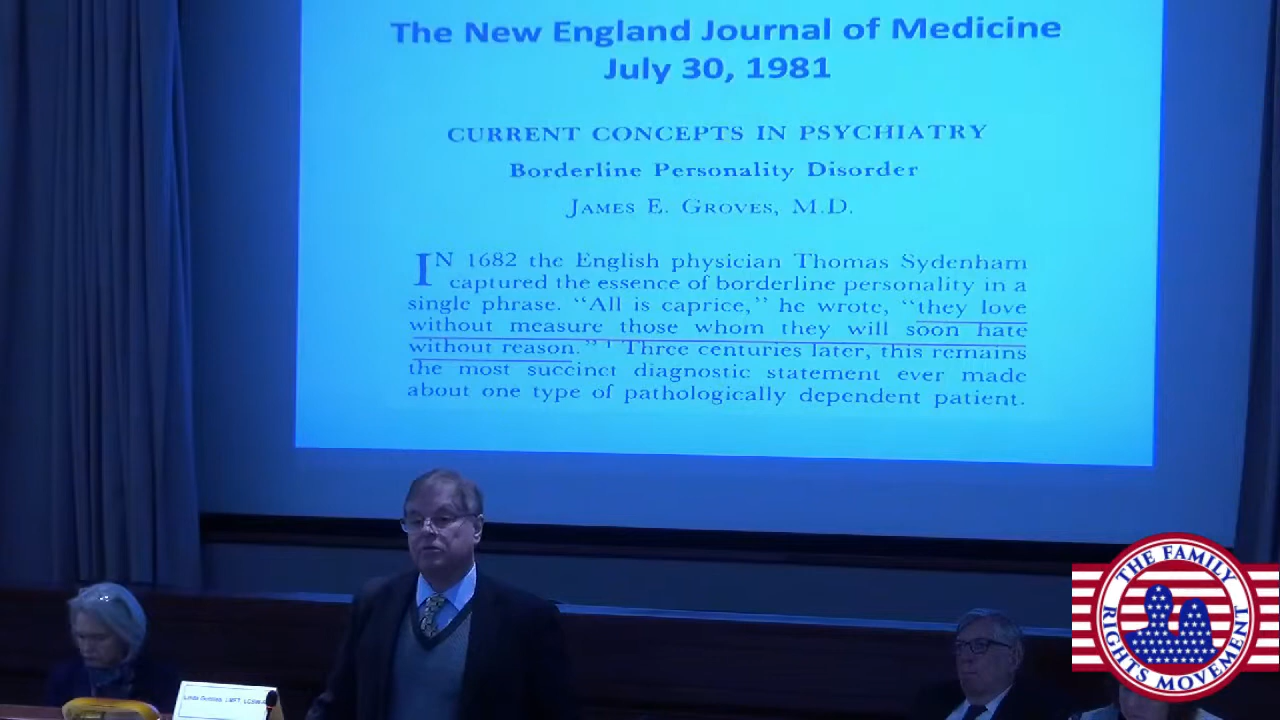 The New England Journal of Medicine
July 30, 1981
CURRENT CONCEPTS IN PSYCHIATRY
Borderline Personality Disorder
JAMES E. GROVES, M.D.
IN 1682 the English physician Thomas Sydenham
captured the essence of borderline personality in a
single phrase. “All is caprice,” he wrote, “they love
without measure those whom they will soon hate
without reason.” 1 Three centuries later, this remains
the most succinct diagnostic statement ever made
about one type of pathologically dependent patient.
Linda
THE FAMILY
RIGHTS MOVEMENT